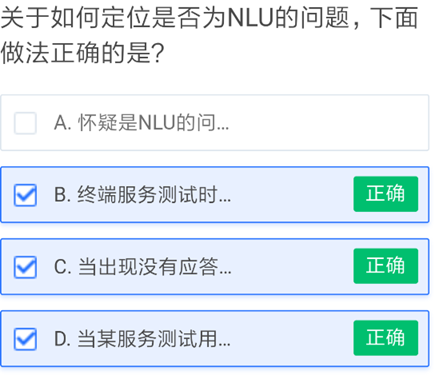 关于如何定位是否为NLU的问题，下面
做法正确的是？
A. 怀疑是NLU的问...
B. 终端服务测试时... 正确
C. 当出现没有应答... 正确
D. 当某服务测试用... 正确